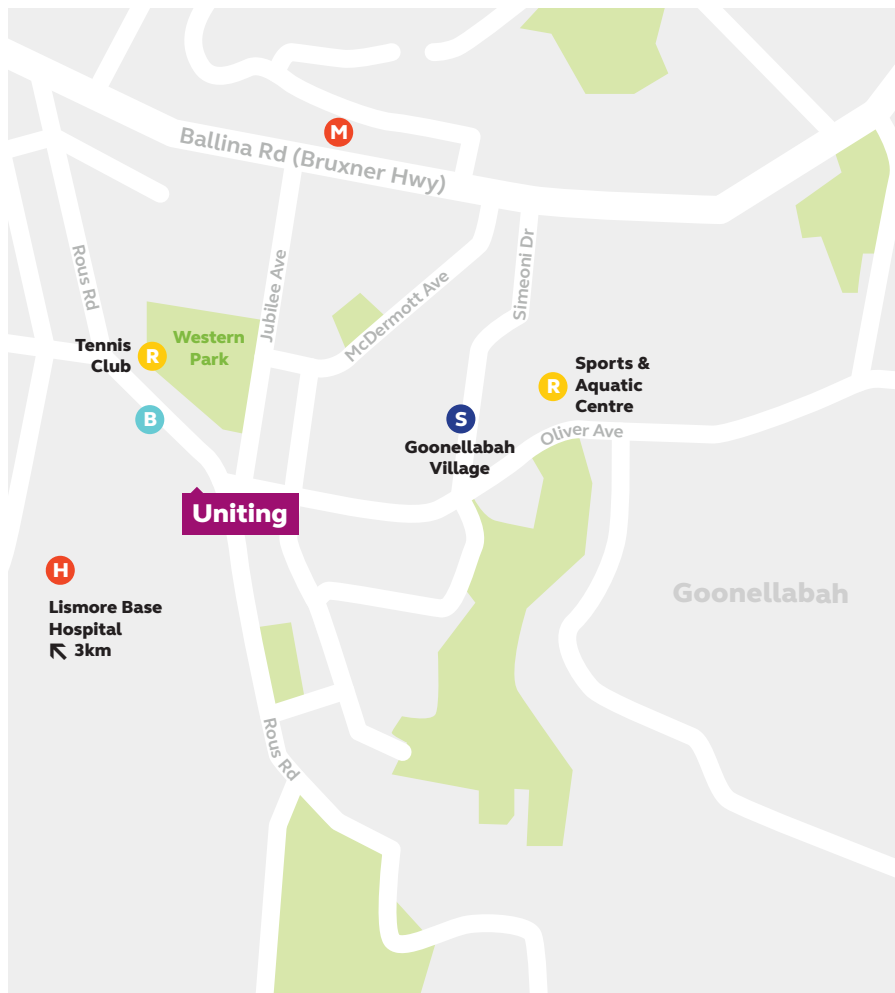 M
Ballina Rd (Bruxner Hwy)
Rous Rd
Jubilee Ave
Simeoni Dr
McDermott Ave
Tennis
Club
R
Western
Park
B
R
Sports &
Aquatic
Centre
S
Goonellabah
Village
Oliver Ave
Uniting
H
Lismore Base
Hospital
3km
Goonellabah
Rous Rd